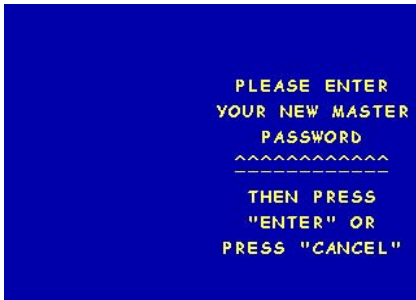 PLEASE ENTER
YOUR NEW MASTER
PASSWORD
^^^^^^^^^^^^
THEN PRESS
"ENTER" OR
PRESS "CANCEL"